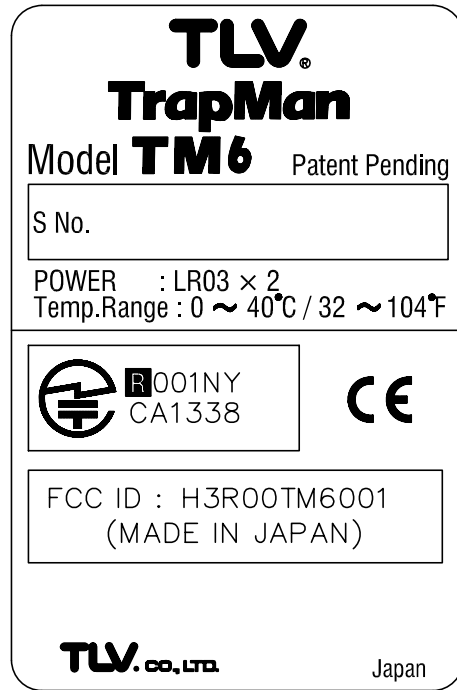 TLV®
TrapMan
Model TM6 Patent Pending
S No.
POWER : LR03 × 2
Temp.Range : 0 ~ 40°C / 32 ~ 104°F
R 001NY
CA1338
CE
FCC ID : H3R00TM6001
(MADE IN JAPAN)
TLV. CO., LTD. Japan